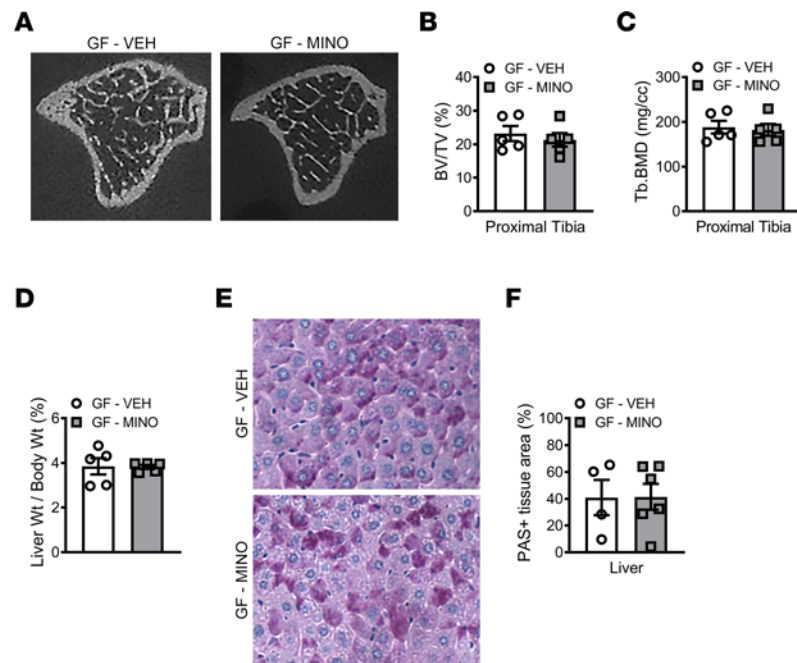 A
GF - VEH
GF - MINO
B
GF - VEH
GF - MINO
BV/TV (%)
40
30
20
10
0
Proximal Tibia
C
GF - VEH
GF - MINO
Tb.BMD (mg/cc)
300
200
100
0
Proximal Tibia
D
GF - VEH
GF - MINO
Liver Wt / Body Wt (%)
6
4
2
0
E
GF - VEH
GF - MINO
F
GF - VEH
GF - MINO
PAS+ tissue area (%)
100
80
60
40
20
0
Liver